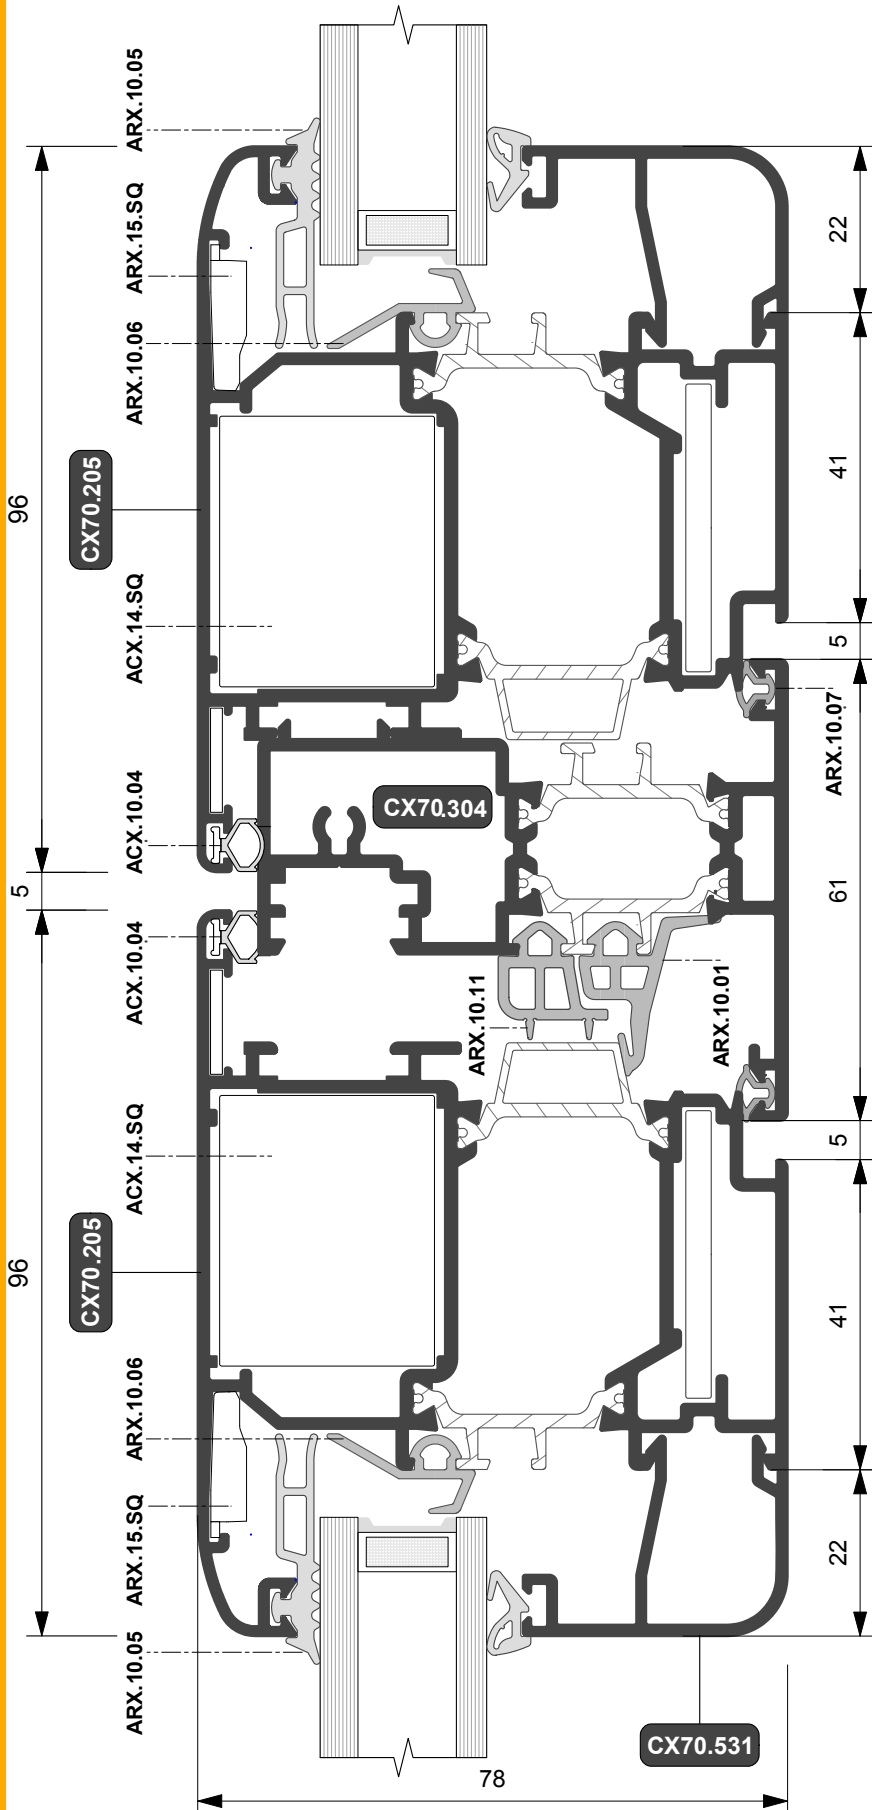 ARX.10.05
ARX.15.SQ
ARX.10.06
22
41
96
CX70.205
ACX.14.SQ
5
ARX.10.07
CX70.304
ACX.10.04
5
61
ACX.10.04
ARX.10.11
ARX.10.01
ACX.14.SQ
5
CX70.205
96
41
ARX.10.06
ARX.15.SQ
22
ARX.10.05
CX70.531
78